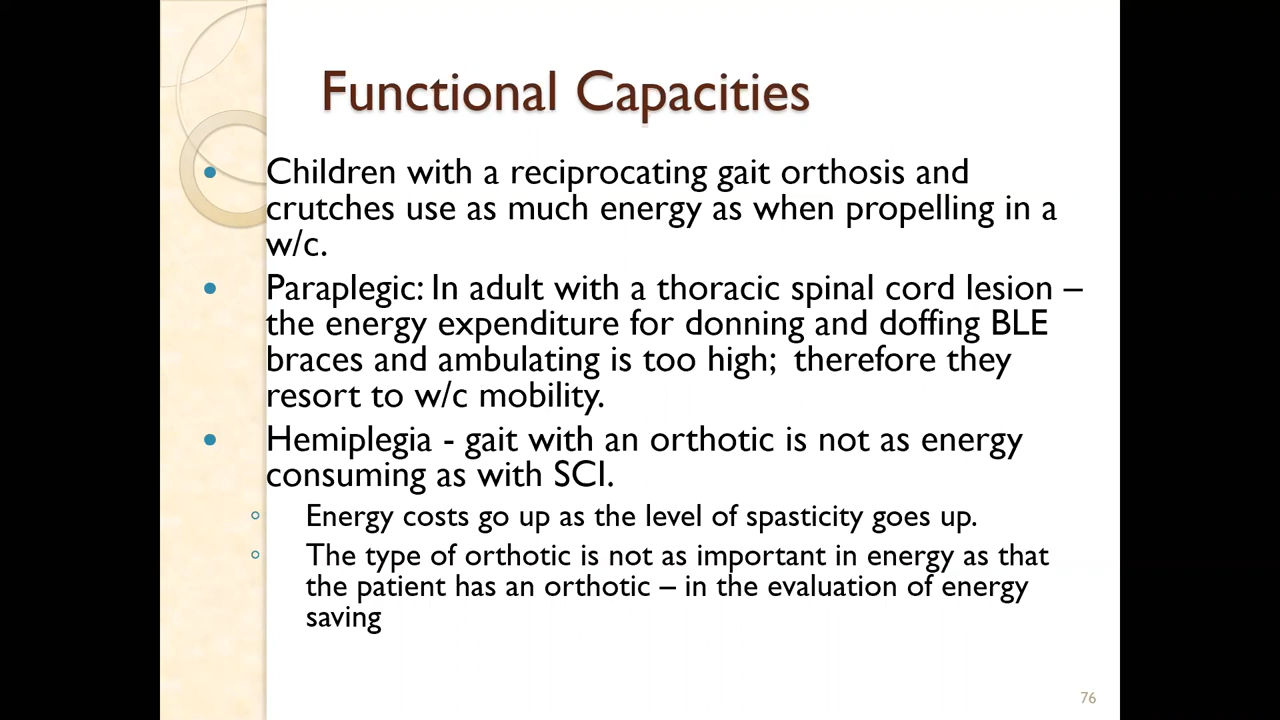 Functional Capacities
• Children with a reciprocating gait orthosis and
crutches use as much energy as when propelling in a
w/c.
• Paraplegic: In adult with a thoracic spinal cord lesion –
the energy expenditure for donning and doffing BLE
braces and ambulating is too high;  therefore they
resort to w/c mobility.
• Hemiplegia - gait with an orthotic is not as energy
consuming as with SCI.
◦ Energy costs go up as the level of spasticity goes up.
◦ The type of orthotic is not as important in energy as that
the patient has an orthotic – in the evaluation of energy
saving
76